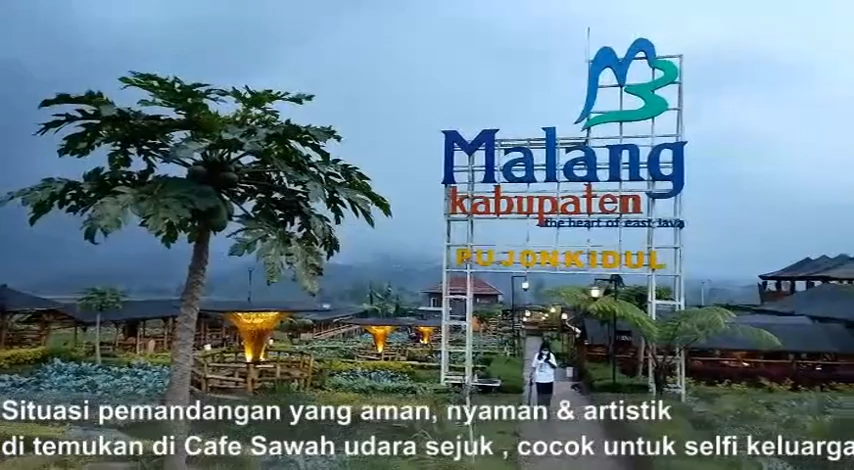 Malang
kabupaten
the heart of east java
PUJONKIDUL
Situasi pemandangan yang aman, nyaman & artistik
di temukan di Cafe Sawah udara sejuk , cocok untuk selfi keluarga